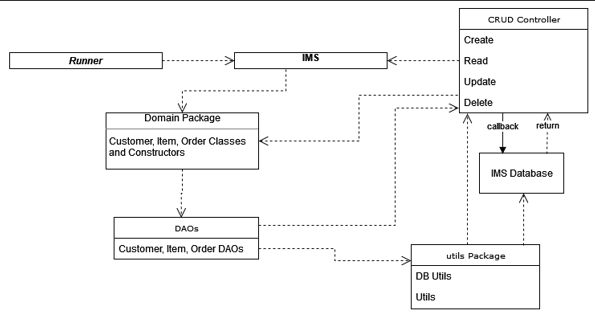 CRUD Controller
Create
Read
Update
Delete
Runner
IMS
Domain Package
Customer, Item, Order Classes
and Constructors
callback
return
IMS Database
DAOs
Customer, Item, Order DAOs
utils Package
DB Utils
Utils